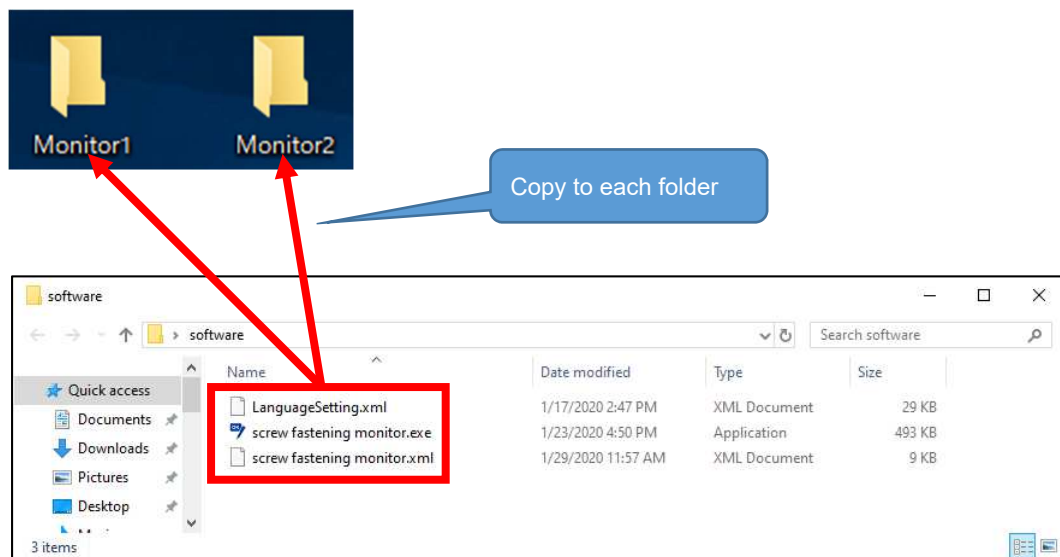 Monitor1 Monitor2
Copy to each folder
software
software
Search software
Name Date modified Type Size
Quick access
LanguageSetting.xml 1/17/2020 2:47 PM XML Document 29 KB
Documents
screw fastening monitor.exe 1/23/2020 4:50 PM Application 493 KB
Downloads
screw fastening monitor.xml 1/29/2020 11:57 AM XML Document 9 KB
Pictures
Desktop
3 items